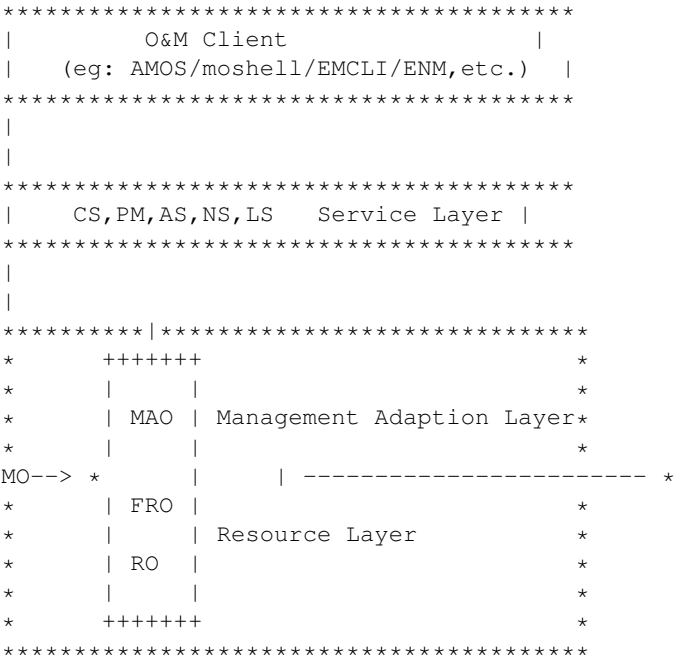 ****************************************
| O&M Client |
| (eg: AMOS/moshell/EMCLI/ENM,etc.) |
****************************************
|
|
****************************************
| CS,PM,AS,NS,LS Service Layer |
****************************************
|
|
**********|******************************
* +++++++ *
* | | *
* | MAO | Management Adaption Layer*
* | | *
MO--> * | | ------------------------ *
* | FRO | *
* | | Resource Layer *
* | RO | *
* | | *
* +++++++ *
*****************************************